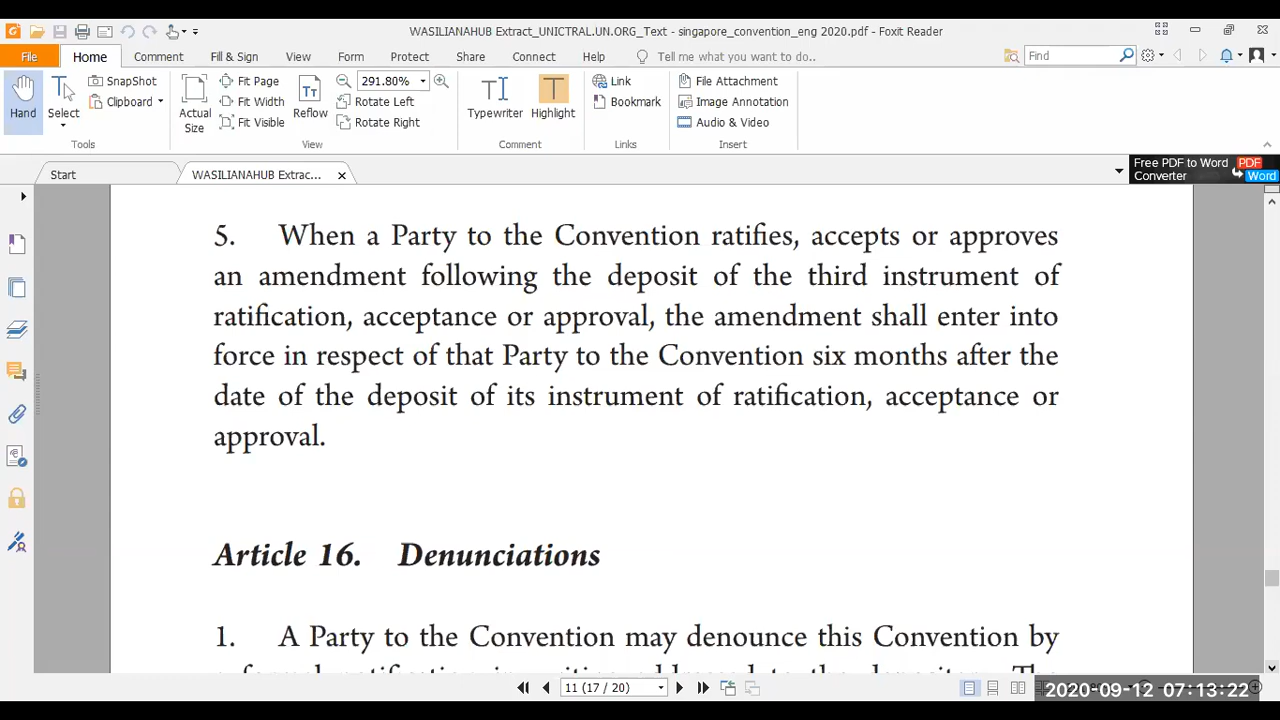 WASILIANAHUB Extract_UNICTRAL.UN.ORG_Text - singapore_convention_eng 2020.pdf - Foxit Reader
File Home Comment Fill & Sign View Form Protect Share Connect Help Tell me what you want to do.. Find
Hand
Select
SnapShot
Clipboard
Tools
Actual Size
Fit Page
Fit Width
Fit Visible
Reflow
291.80%
Rotate Left
Rotate Right
View
Typewriter
Highlight
Comment
Link
Bookmark
Links
File Attachment
Image Annotation
Audio & Video
Insert
Start
WASILIANAHUB Extrac...
Free PDF to Word PDF
Converter Word
5. When a Party to the Convention ratifies, accepts or approves
an amendment following the deposit of the third instrument of
ratification, acceptance or approval, the amendment shall enter into
force in respect of that Party to the Convention six months after the
date of the deposit of its instrument of ratification, acceptance or
approval.
Article 16. Denunciations
1. A Party to the Convention may denounce this Convention by
11 (17 / 20)
2020-09-12 07:13:22